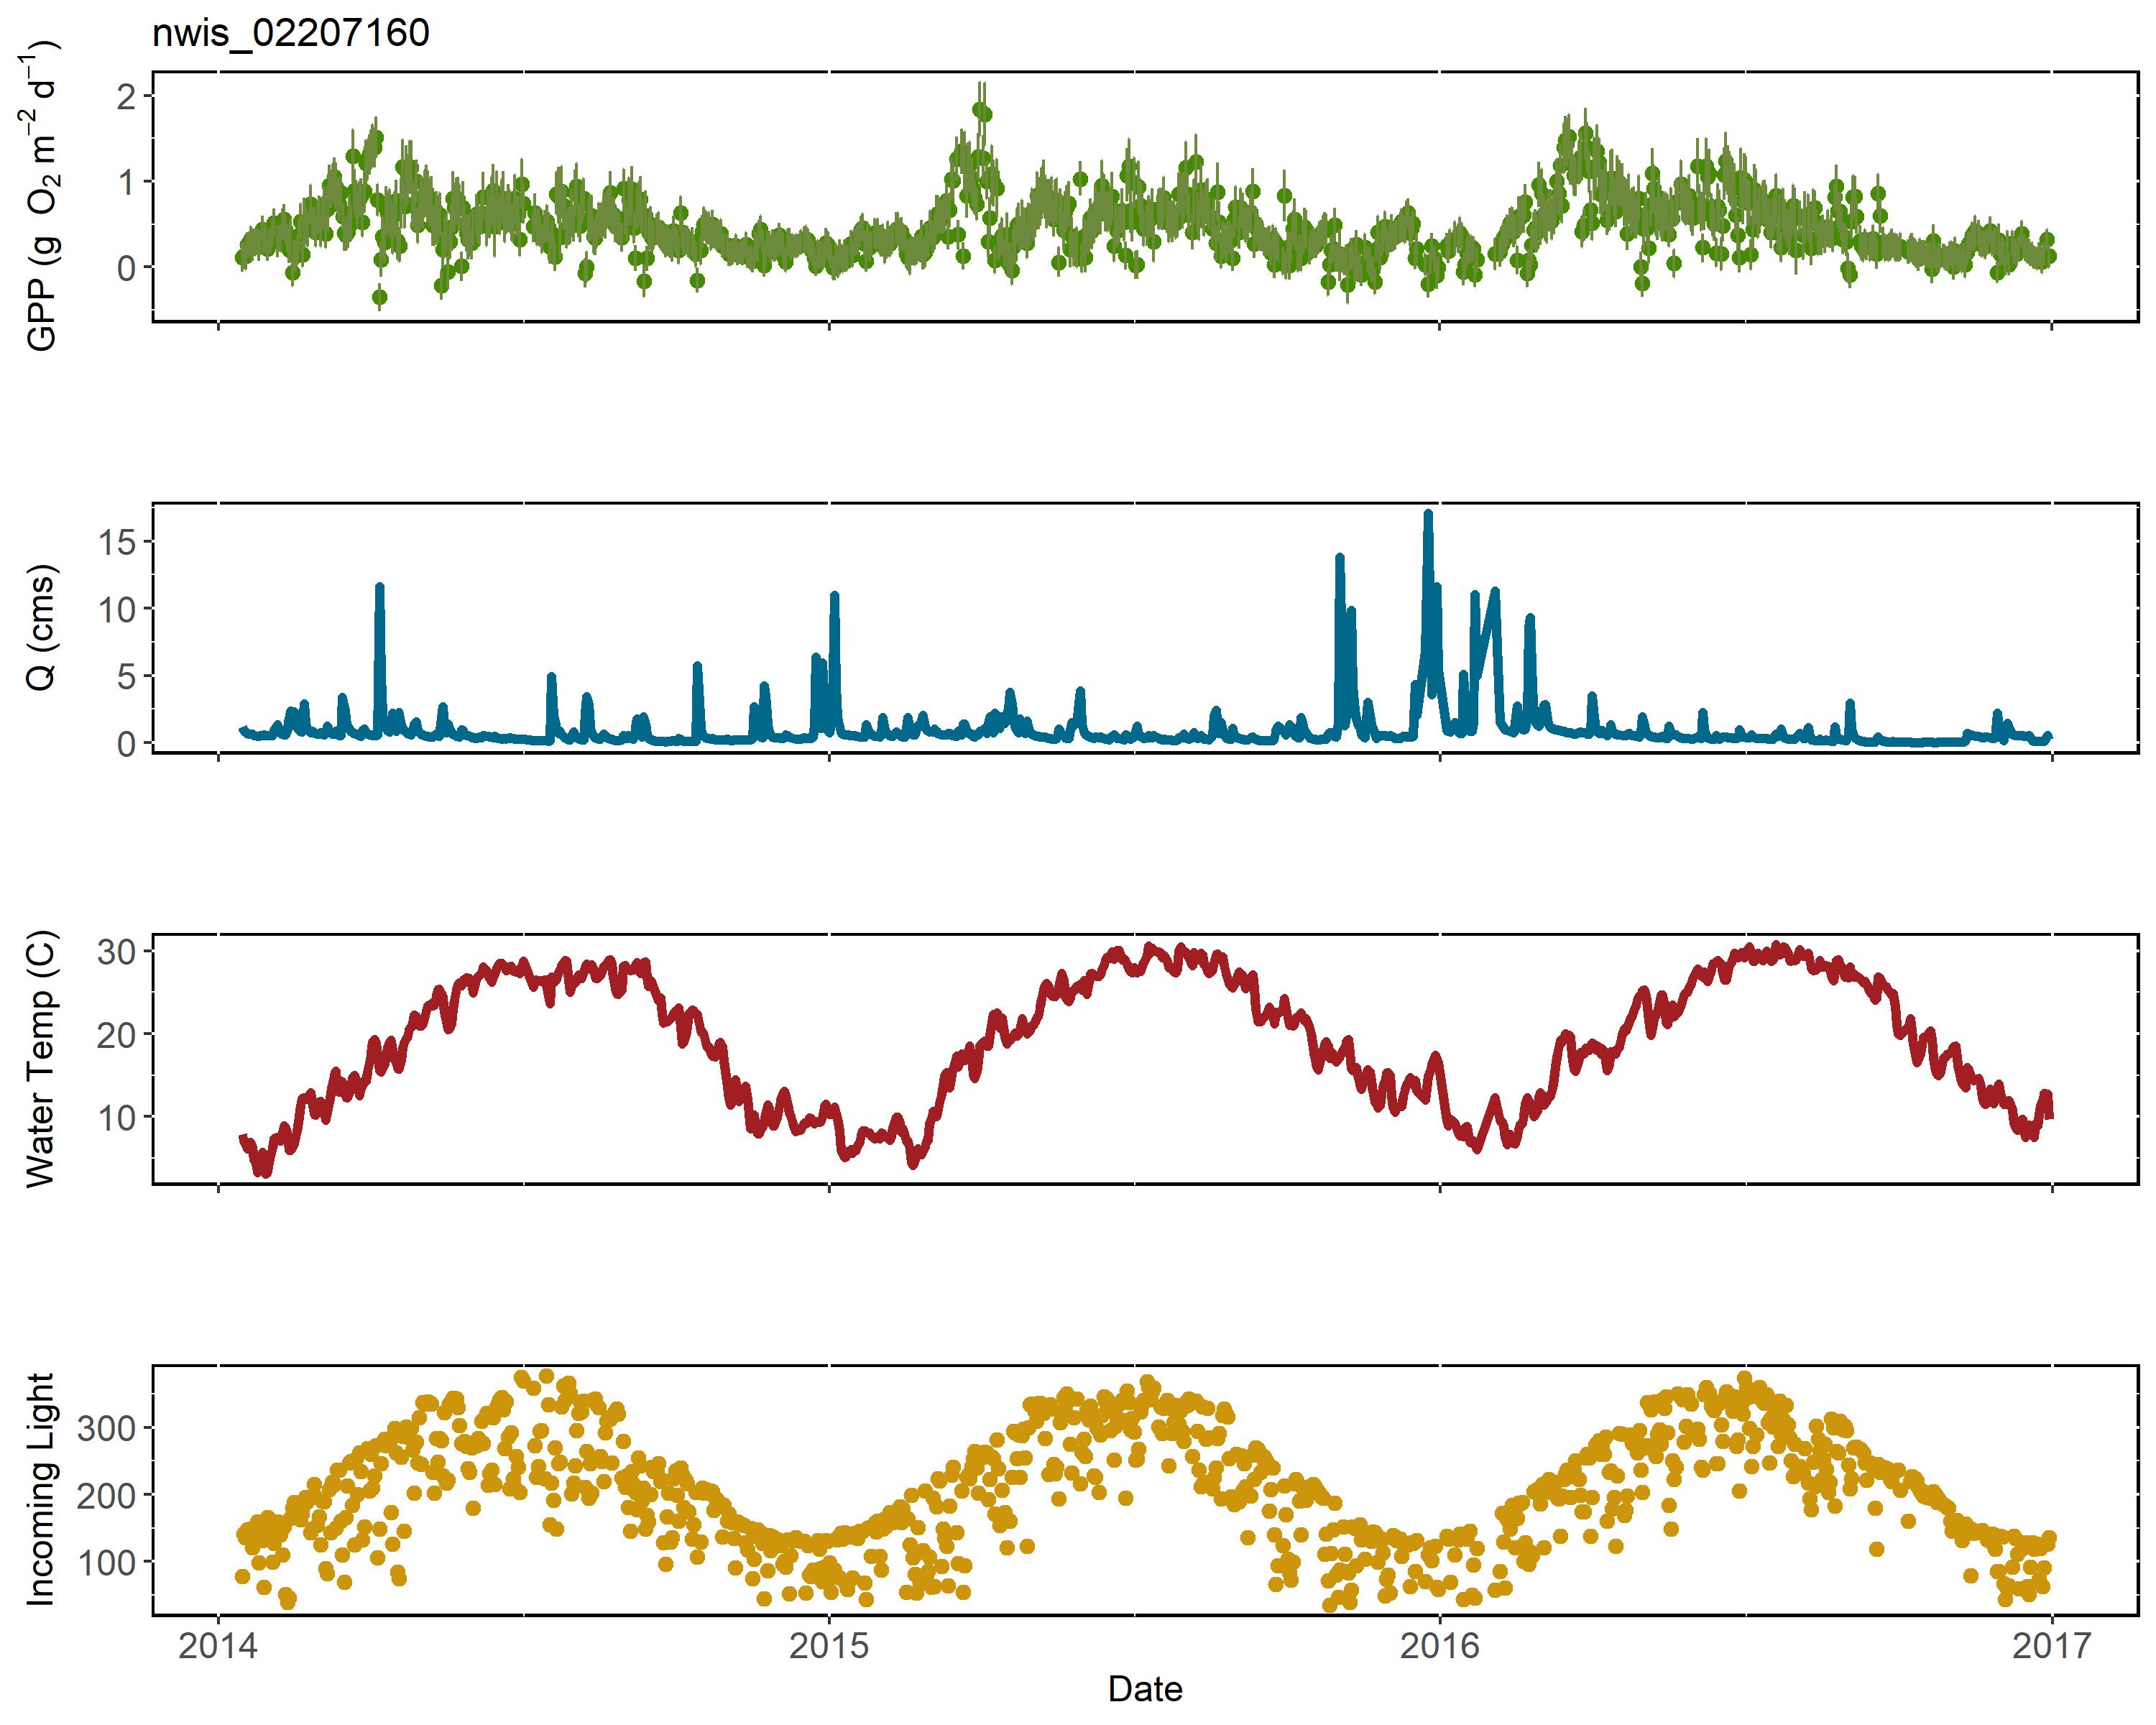 nwis_02207160
GPP (g O₂ m⁻² d⁻¹)
2
1
0
Q (cms)
15
10
5
0
Water Temp (C)
30
20
10
Incoming Light
300
200
100
2014 2015 2016 2017
Date